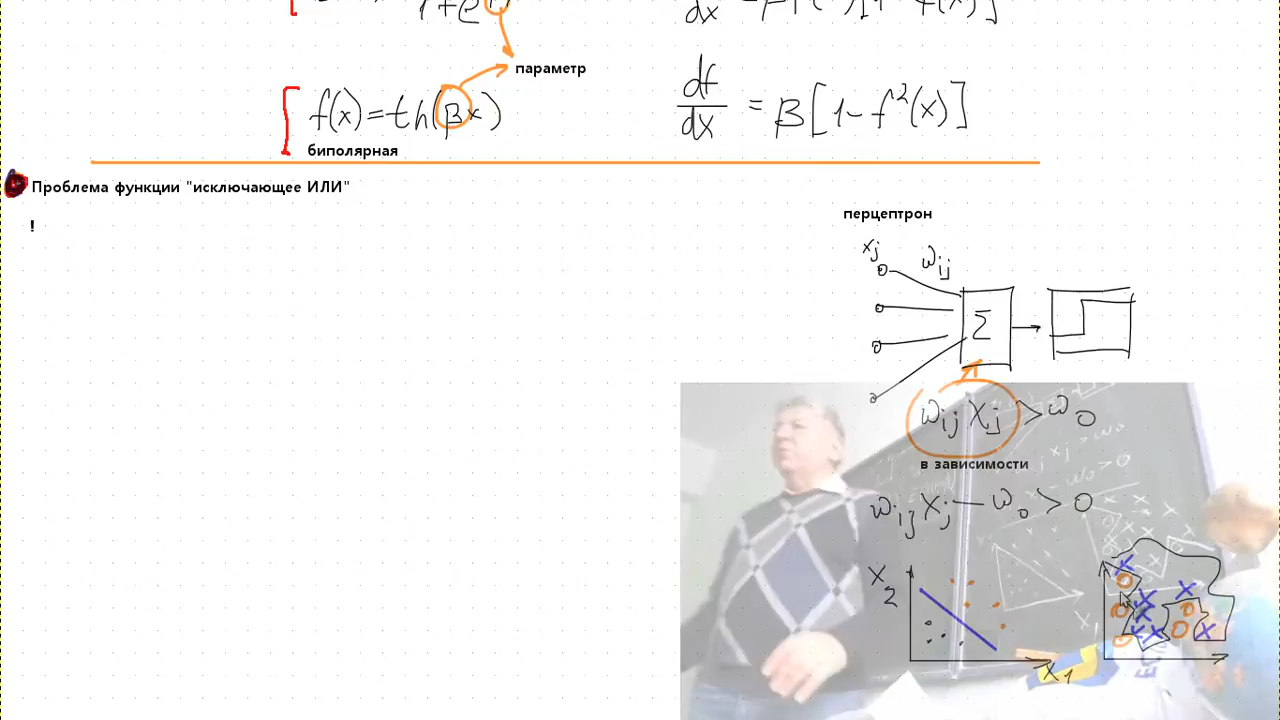 параметр
f(x)=th(βx)
df/dx = β[1-f²(x)]
биполярная
Проблема функции "исключающее ИЛИ"
!
перцептрон
xj
ωij
Σ
ωij xj > ω0
в зависимости
ωij xj — ω0 > 0
x2
x1